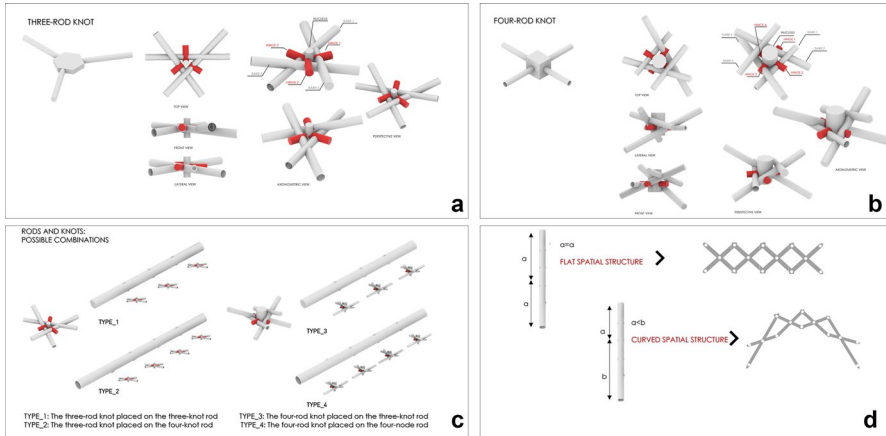 THREE-ROD KNOT
TOP VIEW
FRONT VIEW
LATERAL VIEW
AXONOMETRIC VIEW
PERSPECTIVE VIEW
a
FOUR-ROD KNOT
TOP VIEW
LATERAL VIEW
FRONT VIEW
PERSPECTIVE VIEW
AXONOMETRIC VIEW
b
RODS AND KNOTS:
POSSIBLE COMBINATIONS
TYPE_1
TYPE_2
TYPE_3
TYPE_4
TYPE_1: The three-rod knot placed on the three-knot rod
TYPE_2: The three-rod knot placed on the four-knot rod
TYPE_3: The four-rod knot placed on the three-knot rod
TYPE_4: The four-rod knot placed on the four-node rod
c
a
a
a=a
FLAT SPATIAL STRUCTURE
a
b
a<b
CURVED SPATIAL STRUCTURE
d